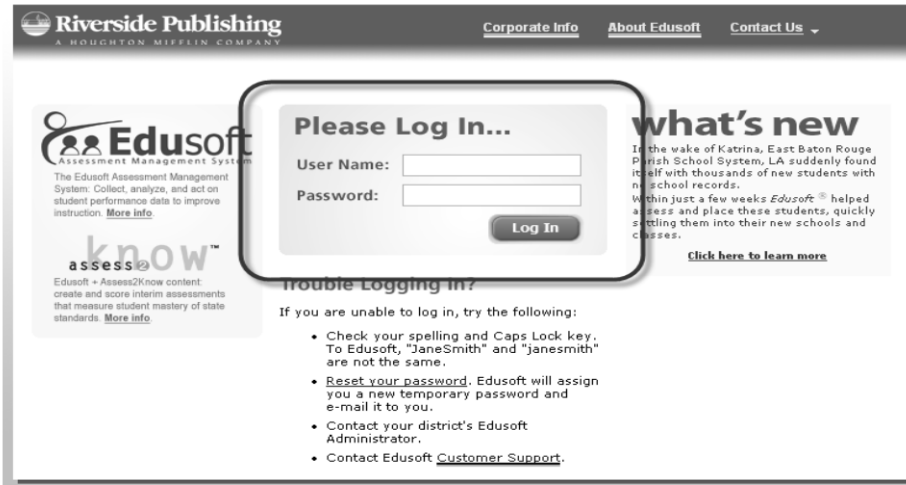 Riverside Publishing
A HOUGHTON MIFFLIN COMPANY
Corporate Info About Edusoft Contact Us
Edusoft
Assessment Management System
The Edusoft Assessment Management
System: Collect, analyze, and act on
student performance data to improve
instruction. More info.
assess2know™
Edusoft + Assess2Know content:
create and score interim assessments
that measure student mastery of state
standards. More info.
Please Log In...
User Name:
Password:
Log In
Trouble Logging In?
If you are unable to log in, try the following:
• Check your spelling and Caps Lock key.
To Edusoft, "JaneSmith" and "janesmith"
are not the same.
• Reset your password. Edusoft will assign
you a new temporary password and
e-mail it to you.
• Contact your district's Edusoft
Administrator.
• Contact Edusoft Customer Support.
what's new
In the wake of Katrina, East Baton Rouge
Parish School System, LA suddenly found
itself with thousands of new students with
no school records.
Within just a few weeks Edusoft ® helped
assess and place these students, quickly
settling them into their new schools and
classes.
Click here to learn more